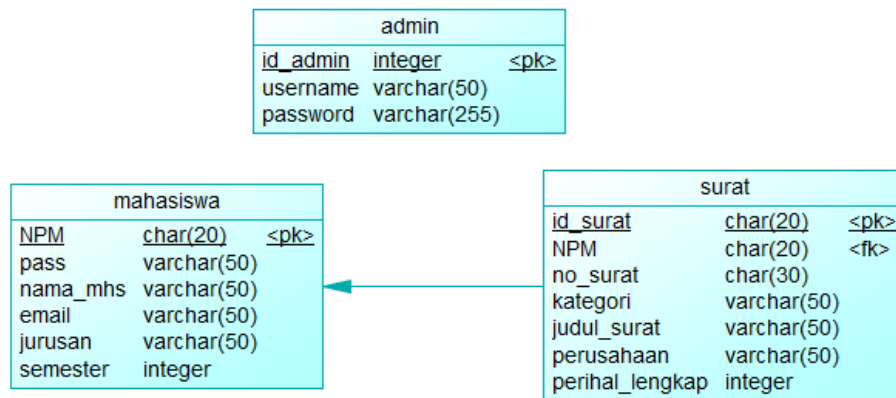 admin
id_admin integer <pk>
username varchar(50)
password varchar(255)
mahasiswa
NPM char(20) <pk>
pass varchar(50)
nama_mhs varchar(50)
email varchar(50)
jurusan varchar(50)
semester integer
surat
id_surat char(20) <pk>
NPM char(20) <fk>
no_surat char(30)
kategori varchar(50)
judul_surat varchar(50)
perusahaan varchar(50)
perihal_lengkap integer